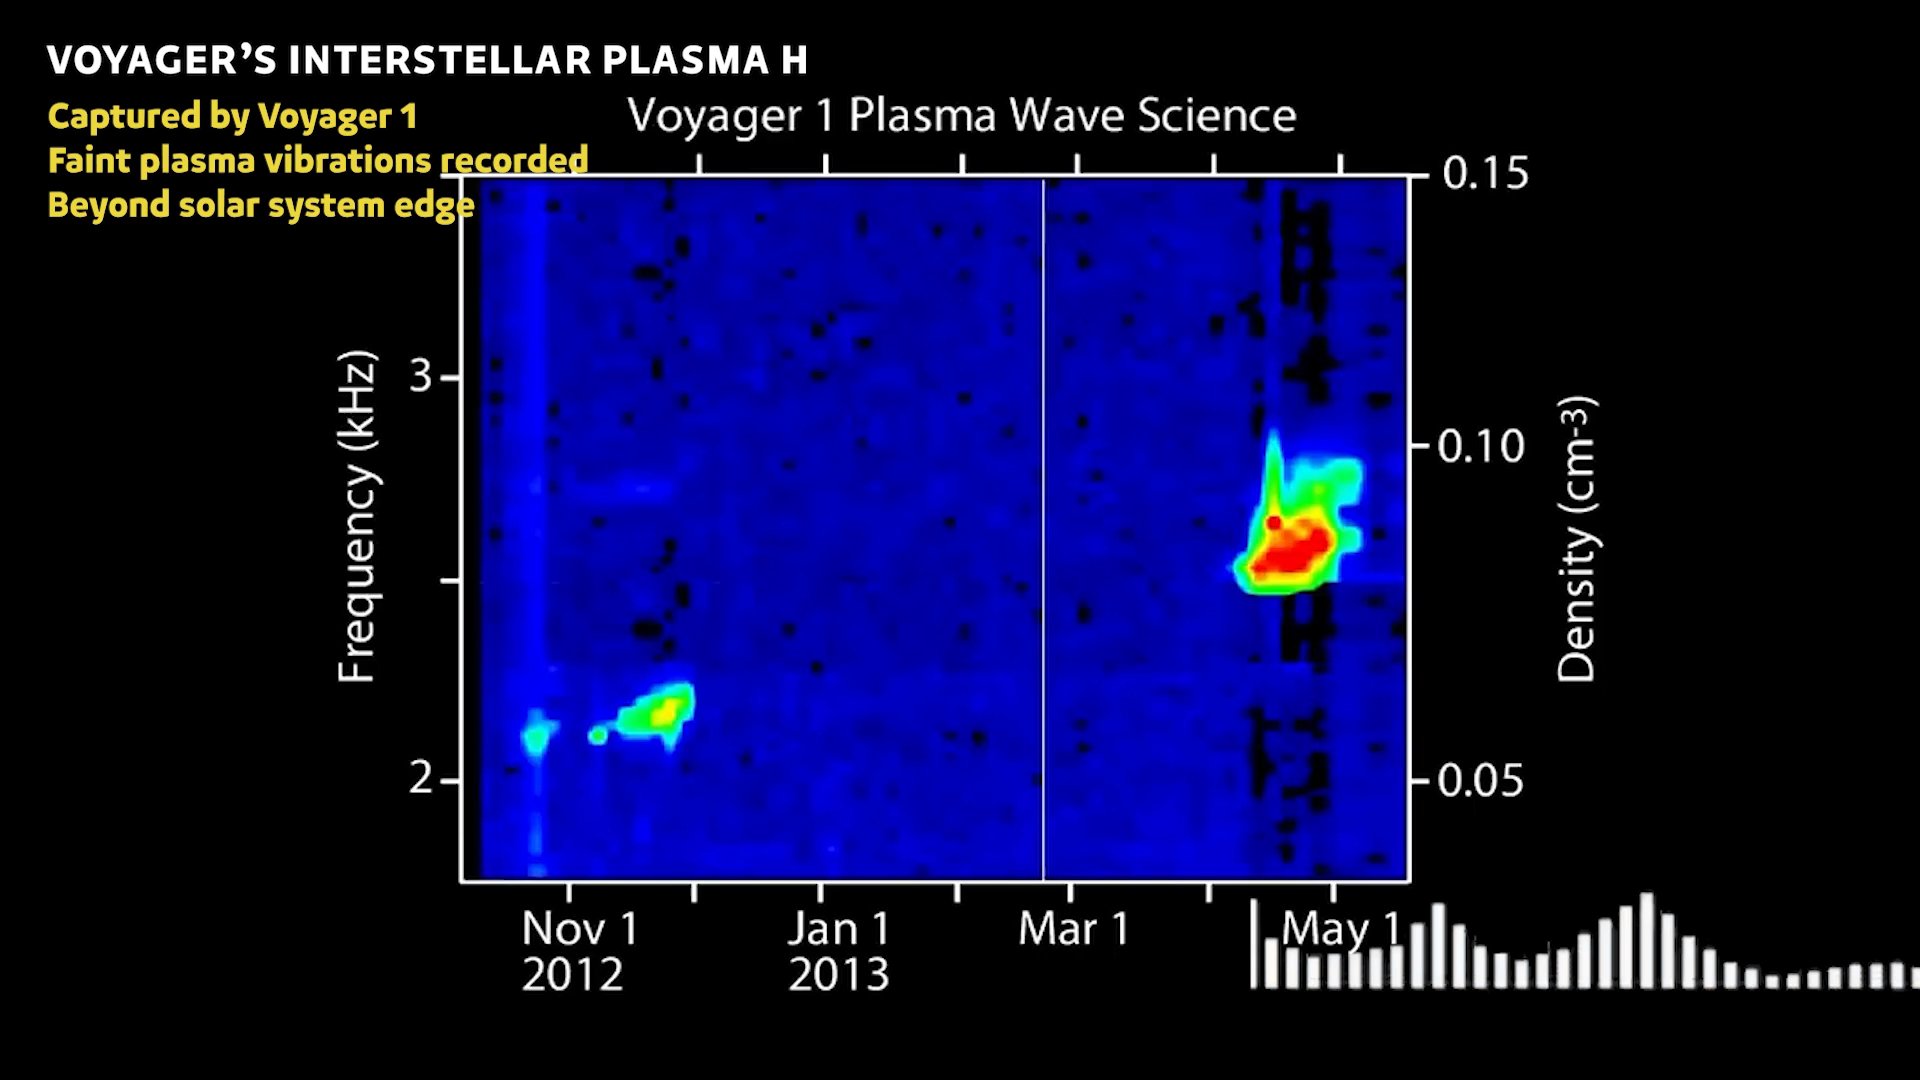 VOYAGER’S INTERSTELLAR PLASMA H
Captured by Voyager 1
Faint plasma vibrations recorded
Beyond solar system edge
Voyager 1 Plasma Wave Science
Frequency (kHz)
3
2
0.15
0.10
0.05
Density (cm-3)
Nov 1
2012
Jan 1
2013
Mar 1
May 1